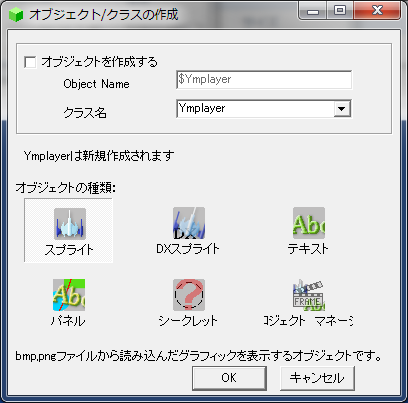 オブジェクト/クラスの作成
オブジェクトを作成する
Object Name
$Ymplayer
クラス名
Ymplayer
Ymplayerは新規作成されます
オブジェクトの種類:
スプライト DXスプライト テキスト
パネル シークレット コジェクト マネージ
bmp,pngファイルから読み込んだグラフィックを表示するオブジェクトです。
OK キャンセル